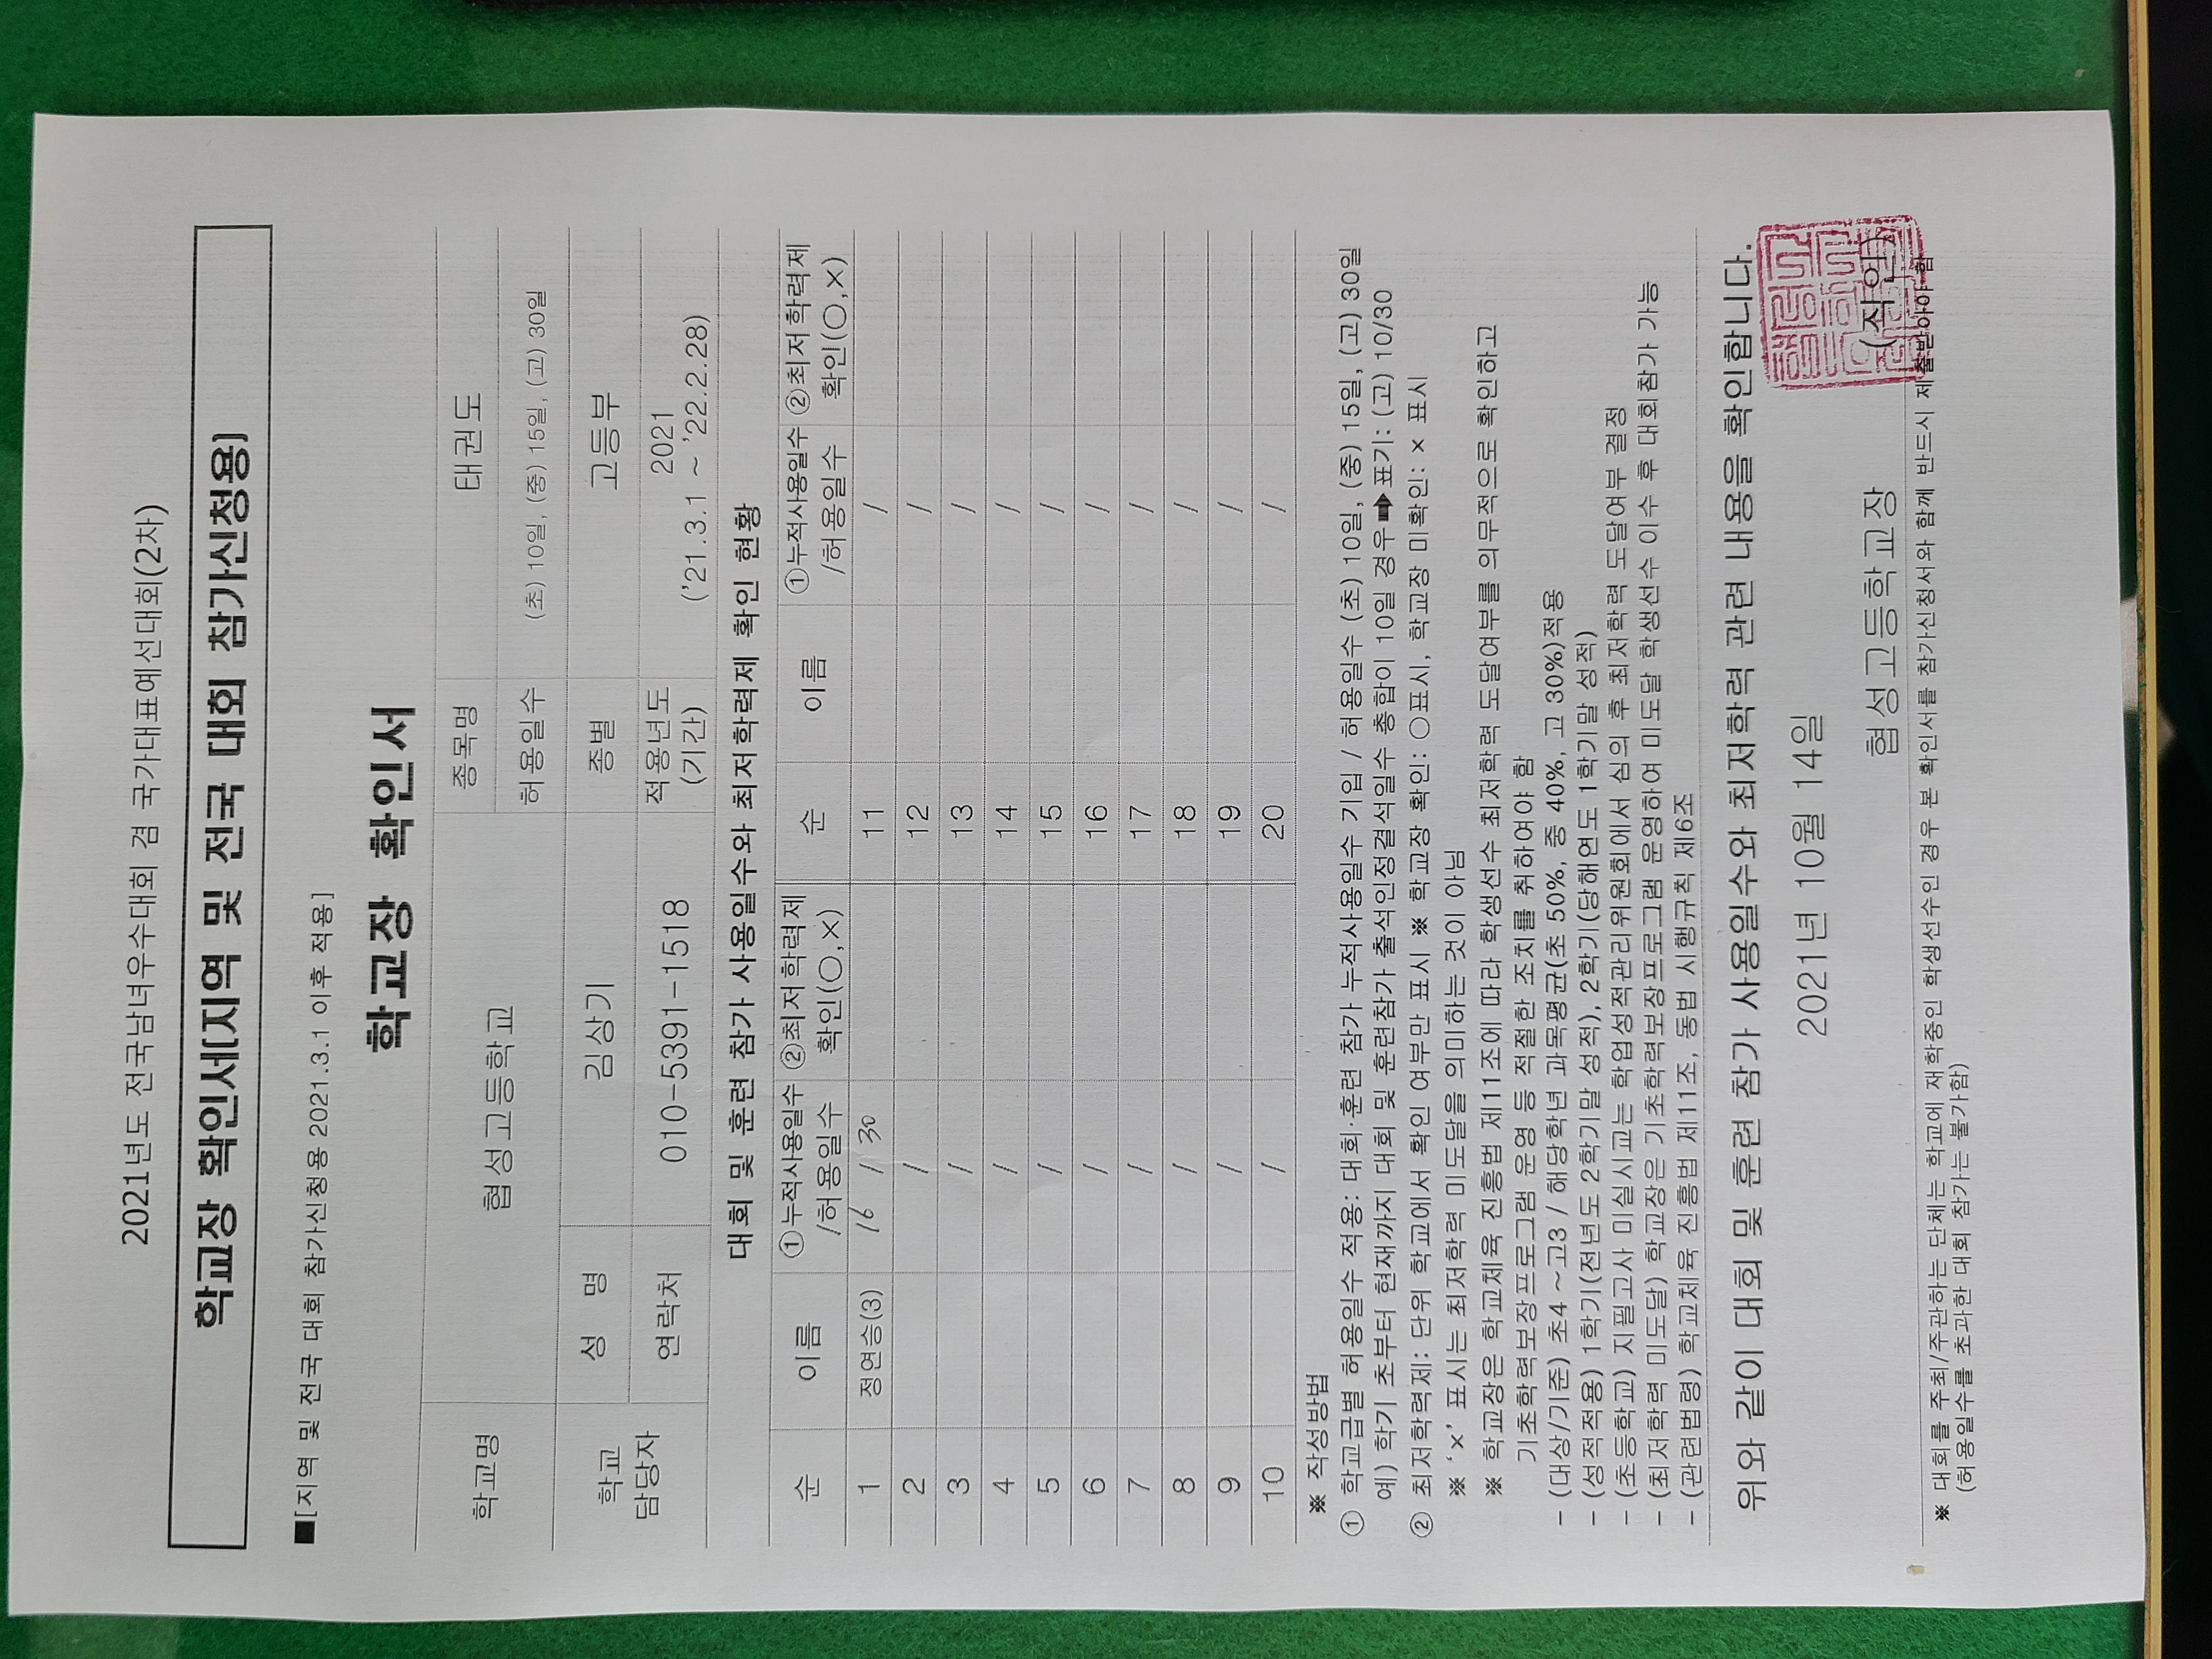 2021년도 전국남녀우수대회 겸 국가대표예선대회(2차)
학교장 확인서[지역 및 전국 대회 참가신청용]
■[지역 및 전국 대회 참가신청용 2021.3.1 이후 적용]
학교장 확인서
학교명 협성고등학교 종목명 태권도
허용일수 (초) 10일, (중) 15일, (고) 30일
학교 담당자 성 명 김상기 종별 고등부
연락처 010-5391-1518 적용년도 (기간) 2021 ('21.3.1 ~ '22.2.28)
대회 및 훈련 참가 사용일수와 최저학력제 확인 현황
순 이름 ①누적사용일수 /허용일수 ②최저학력제 확인(○,×) 순 이름 ①누적사용일수 /허용일수 ②최저학력제 확인(○,×)
1 정연승(3) 16 / 30 11 /
2 / 12 /
3 / 13 /
4 / 14 /
5 / 15 /
6 / 16 /
7 / 17 /
8 / 18 /
9 / 19 /
10 / 20 /
※ 작성방법
① 학교급별 허용일수 적용: 대회·훈련 참가 누적사용일수 기입 / 허용일수 (초) 10일, (중) 15일, (고) 30일
예) 학기 초부터 현재까지 대회 및 훈련참가 출석인정결석일수 총합이 10일 경우➡표기: (고) 10/30
② 최저학력제: 단위 학교에서 확인 여부만 표시 ※ 학교장 확인: ○표시, 학교장 미확인: × 표시
※ '×' 표시는 최저학력 미도달을 의미하는 것이 아님
※ 학교장은 학교체육 진흥법 제11조에 따라 학생선수 최저학력 도달여부를 의무적으로 확인하고
기초학력보장프로그램 운영 등 적절한 조치를 취하여야 함
- (대상/기준) 초4 ~고3 / 해당학년 과목평균(초 50%, 중 40%, 고 30%)적용
- (성적적용) 1학기(전년도 2학기말 성적), 2학기(당해연도 1학기말 성적)
- (초등학교) 지필고사 미실시교는 학업성적관리위원회에서 심의 후 최저학력 도달여부 결정
- (최저학력 미도달) 학교장은 기초학력보장프로그램 운영하여 미도달 학생선수 이수 후 대회참가 가능
- (관련법령) 학교체육 진흥법 제11조, 동법 시행규칙 제6조
위와 같이 대회 및 훈련 참가 사용일수와 최저학력 관련 내용을 확인합니다.
2021년 10월 14일
협성고등학교장 (직인)
※ 대회를 주최/주관하는 단체는 학교에 재학중인 학생선수인 경우 본 확인서를 참가신청서와 함께 반드시 제출받아야 함
(허용일수를 초과한 대회 참가는 불가함)